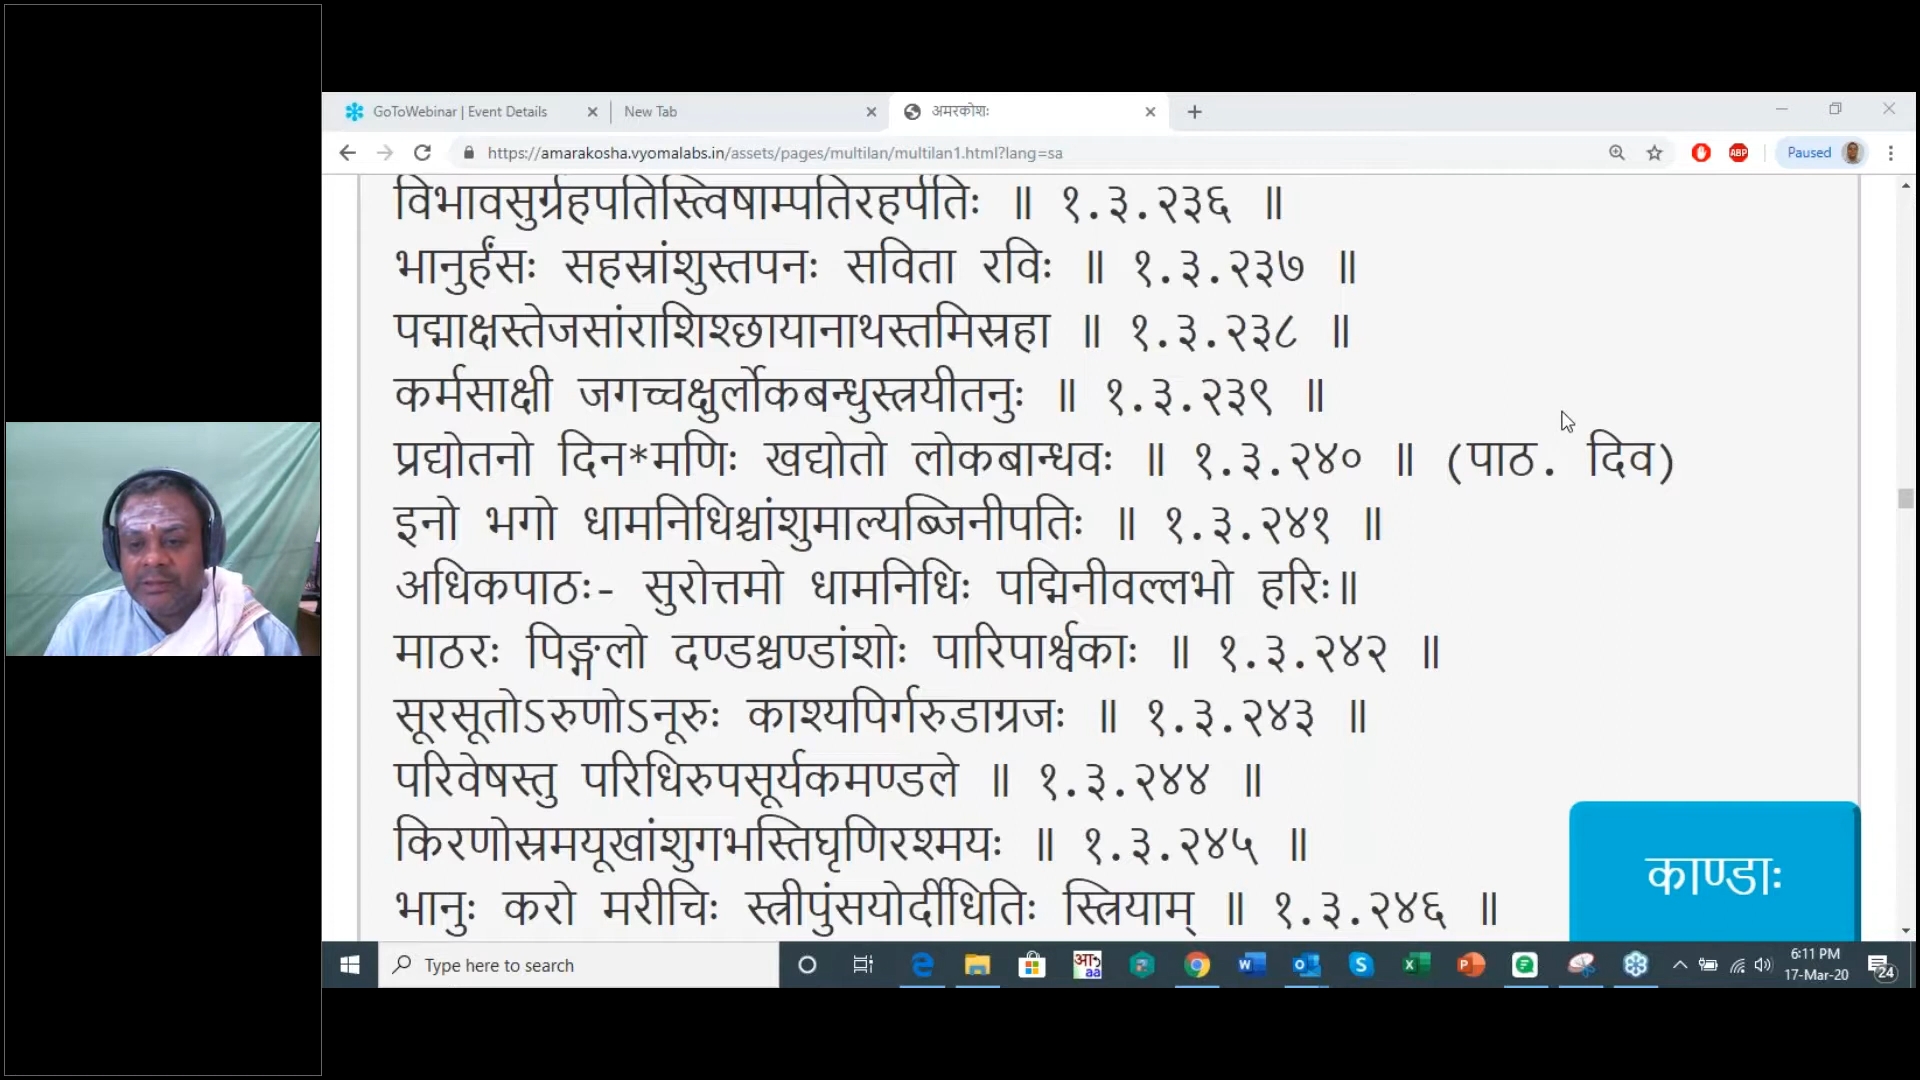 GoToWebinar | Event Details
New Tab
अमरकोशः
https://amarakosha.vyomalabs.in/assets/pages/multilan/multilan1.html?lang=sa
ABP
Paused
विभावसुर्ग्रहपतिस्त्विषाम्पतिरहर्पतिः ॥ १.३.२३६ ॥
भानुर्हंसः सहस्रांशुस्तपनः सविता रविः ॥ १.३.२३७ ॥
पद्माक्षस्तेजसांराशिश्छायानाथस्तमिस्रहा ॥ १.३.२३८ ॥
कर्मसाक्षी जगच्चक्षुर्लोकबन्धुस्त्रयीतनुः ॥ १.३.२३९ ॥
प्रद्योतनो दिन*मणिः खद्योतो लोकबान्धवः ॥ १.३.२४० ॥ (पाठ. दिव)
इनो भगो धामनिधिश्चांशुमाल्यब्जिनीपतिः ॥ १.३.२४१ ॥
अधिकपाठः- सुरोत्तमो धामनिधिः पद्मिनीवल्लभो हरिः॥
माठरः पिङ्गलो दण्डश्चण्डांशोः पारिपार्श्वकाः ॥ १.३.२४२ ॥
सूरसूतोऽरुणोऽनूरुः काश्यपिर्गरुडाग्रजः ॥ १.३.२४३ ॥
परिवेषस्तु परिधिरुपसूर्यकमण्डले ॥ १.३.२४४ ॥
किरणोस्रमयूखांशुगभस्तिघृणिरश्मयः ॥ १.३.२४५ ॥
भानुः करो मरीचिः स्त्रीपुंसयोर्दीधितिः स्त्रियाम् ॥ १.३.२४६ ॥
काण्डाः
Type here to search
6:11 PM
17-Mar-20
24